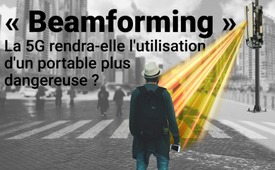 « Beamforming »
La 5G rendra-elle l'utilisation
d'un portable plus
dangereuse ?